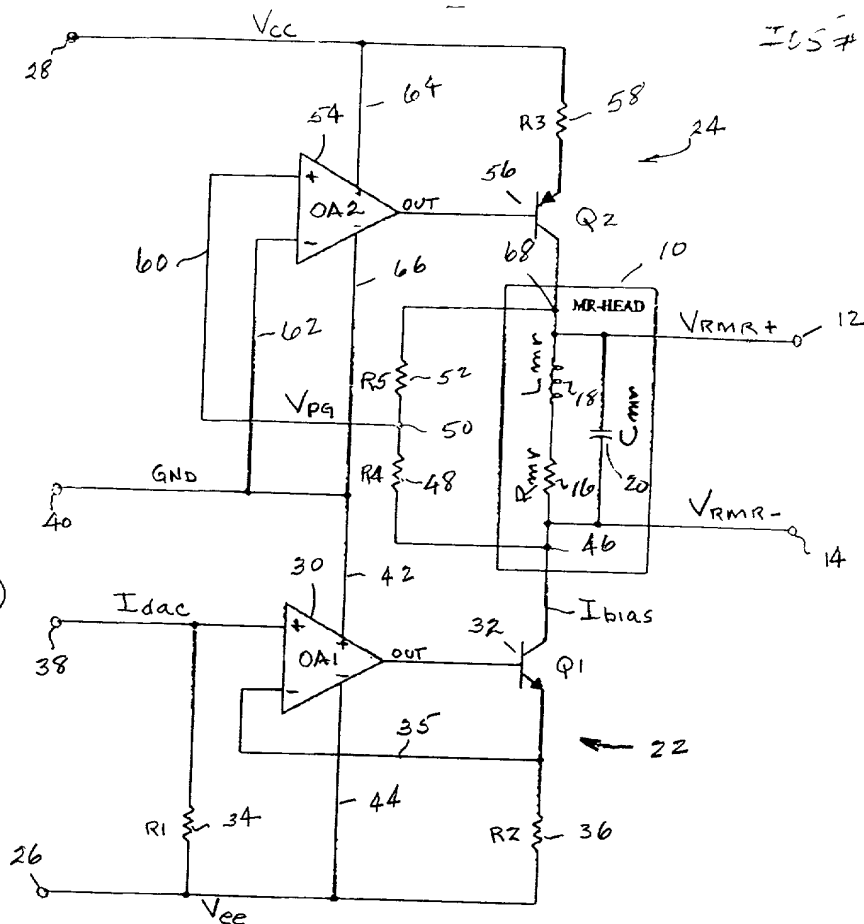 Vcc
28
64
54
R3
58
24
56
+
OA2
-
OUT
Q2
60
68
10
66
MR-HEAD
62
VRMR+
12
R5
52
Lmr
18
Cmr
VPG
50
GND
R4
48
Rmr
16
20
40
VRMR-
46
14
42
30
Idac
Ibias
32
+
+
38
OA1
OUT
Q1
-
-
35
22
44
R1
34
R2
36
26
Vee